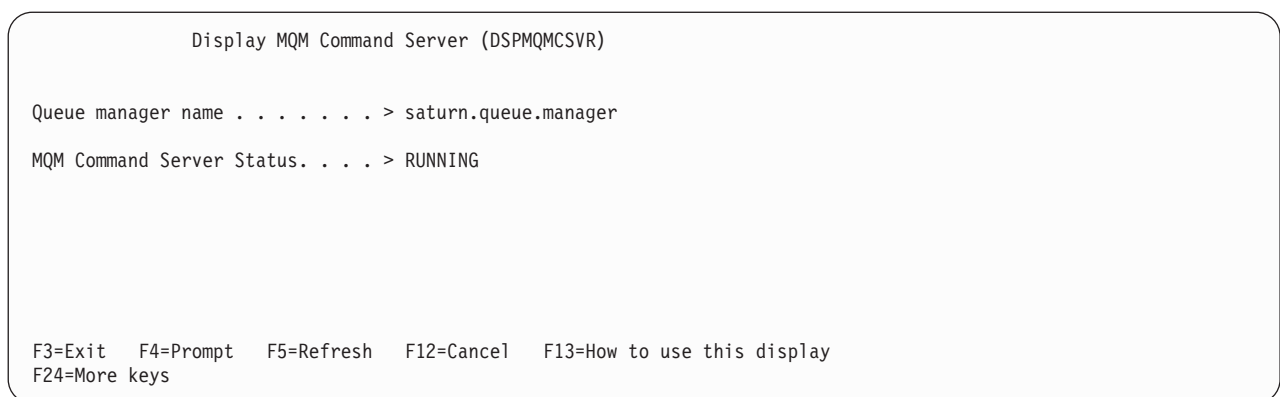 Display MQM Command Server (DSPMQMCSVR)
Queue manager name . . . . . . . > saturn.queue.manager
MQM Command Server Status. . . . > RUNNING
F3=Exit F4=Prompt F5=Refresh F12=Cancel F13=How to use this display
F24=More keys